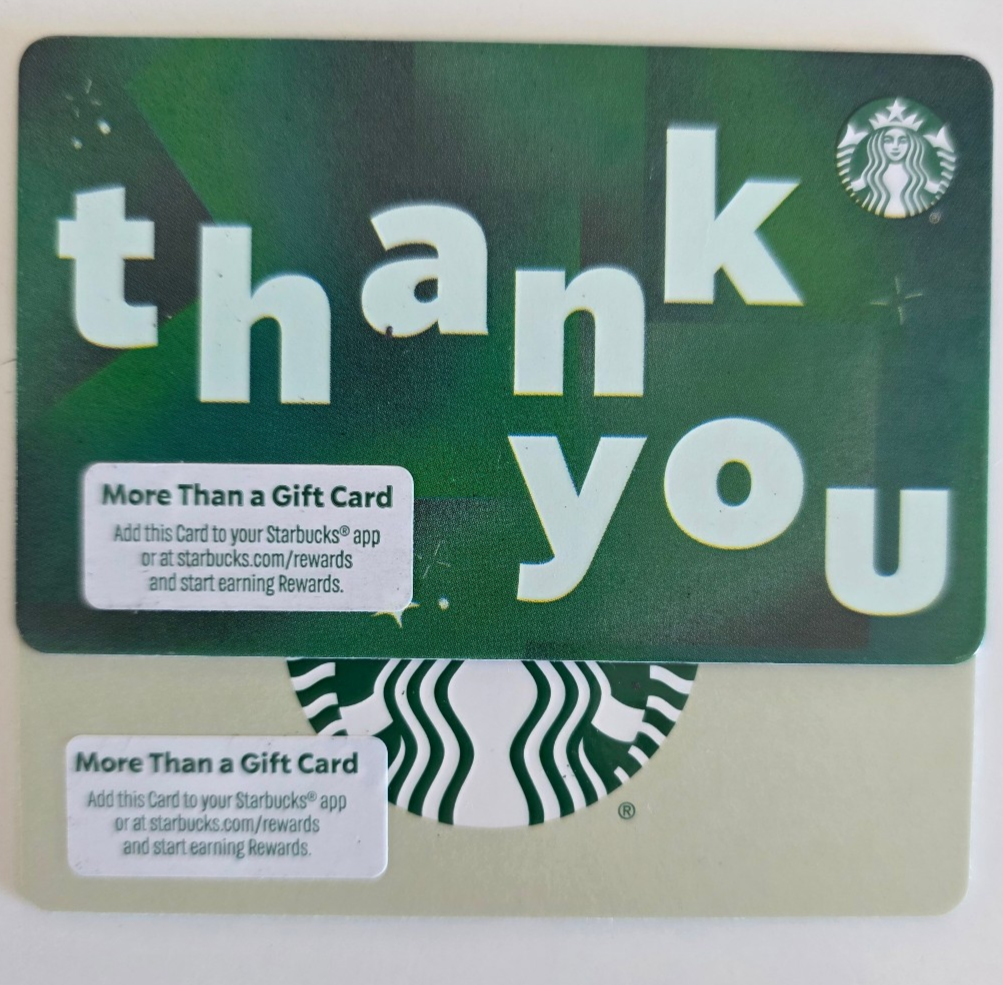 thank
you
More Than a Gift Card
Add this Card to your Starbucks® app
or at starbucks.com/rewards
and start earning Rewards.
®
More Than a Gift Card
Add this Card to your Starbucks® app
or at starbucks.com/rewards
and start earning Rewards.